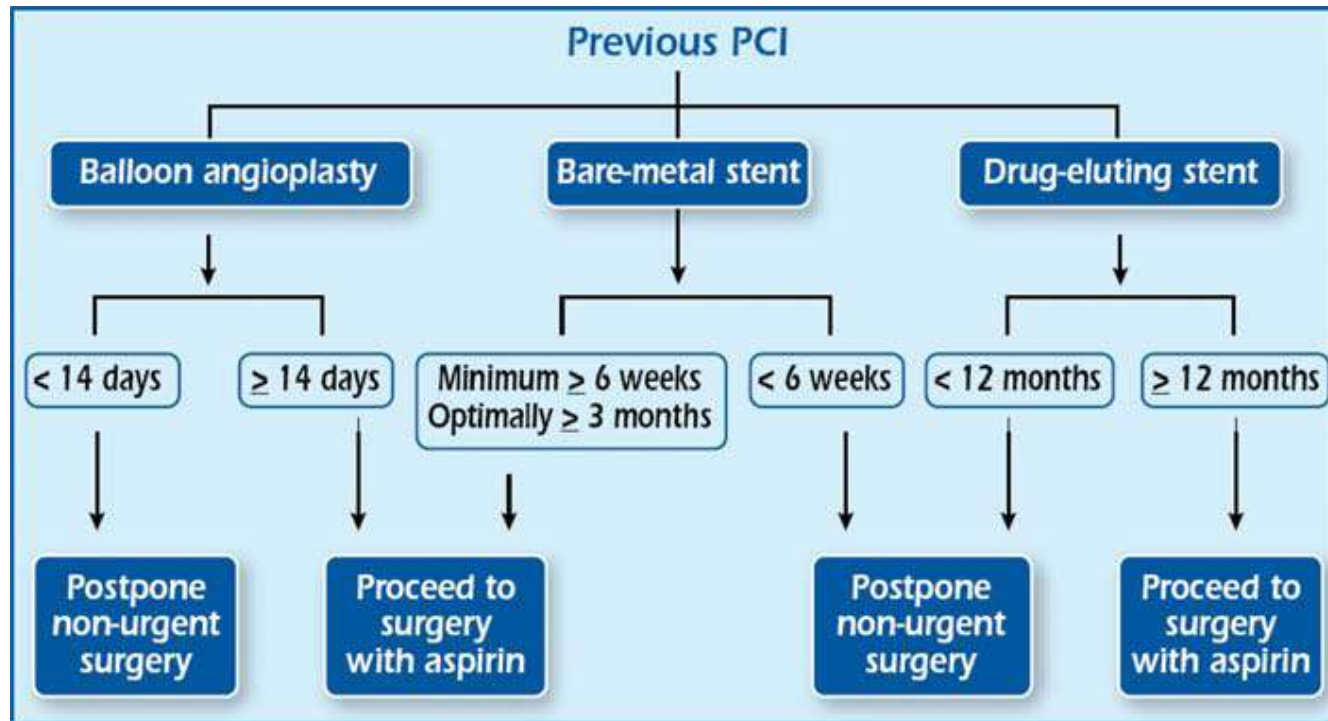 Previous PCI
Balloon angioplasty
Bare-metal stent
Drug-eluting stent
< 14 days
≥ 14 days
Minimum ≥ 6 weeks
Optimally ≥ 3 months
< 6 weeks
< 12 months
≥ 12 months
Postpone
non-urgent
surgery
Proceed to
surgery
with aspirin
Postpone
non-urgent
surgery
Proceed to
surgery
with aspirin